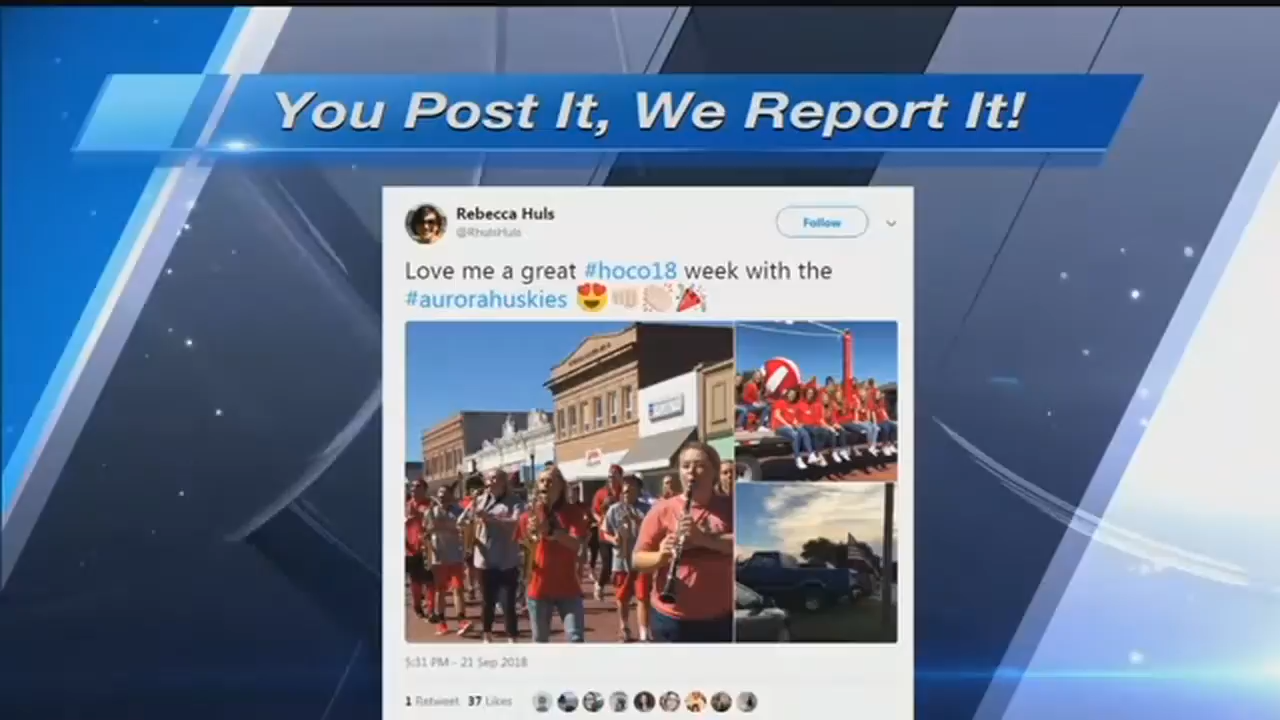 You Post It, We Report It!
Rebecca Huls
@RhulsHuls
Follow
Love me a great #hoco18 week with the
#aurorahuskies 😍👊🏻👏🏻🎉
5:31 PM - 21 Sep 2018
1 Retweet 37 Likes